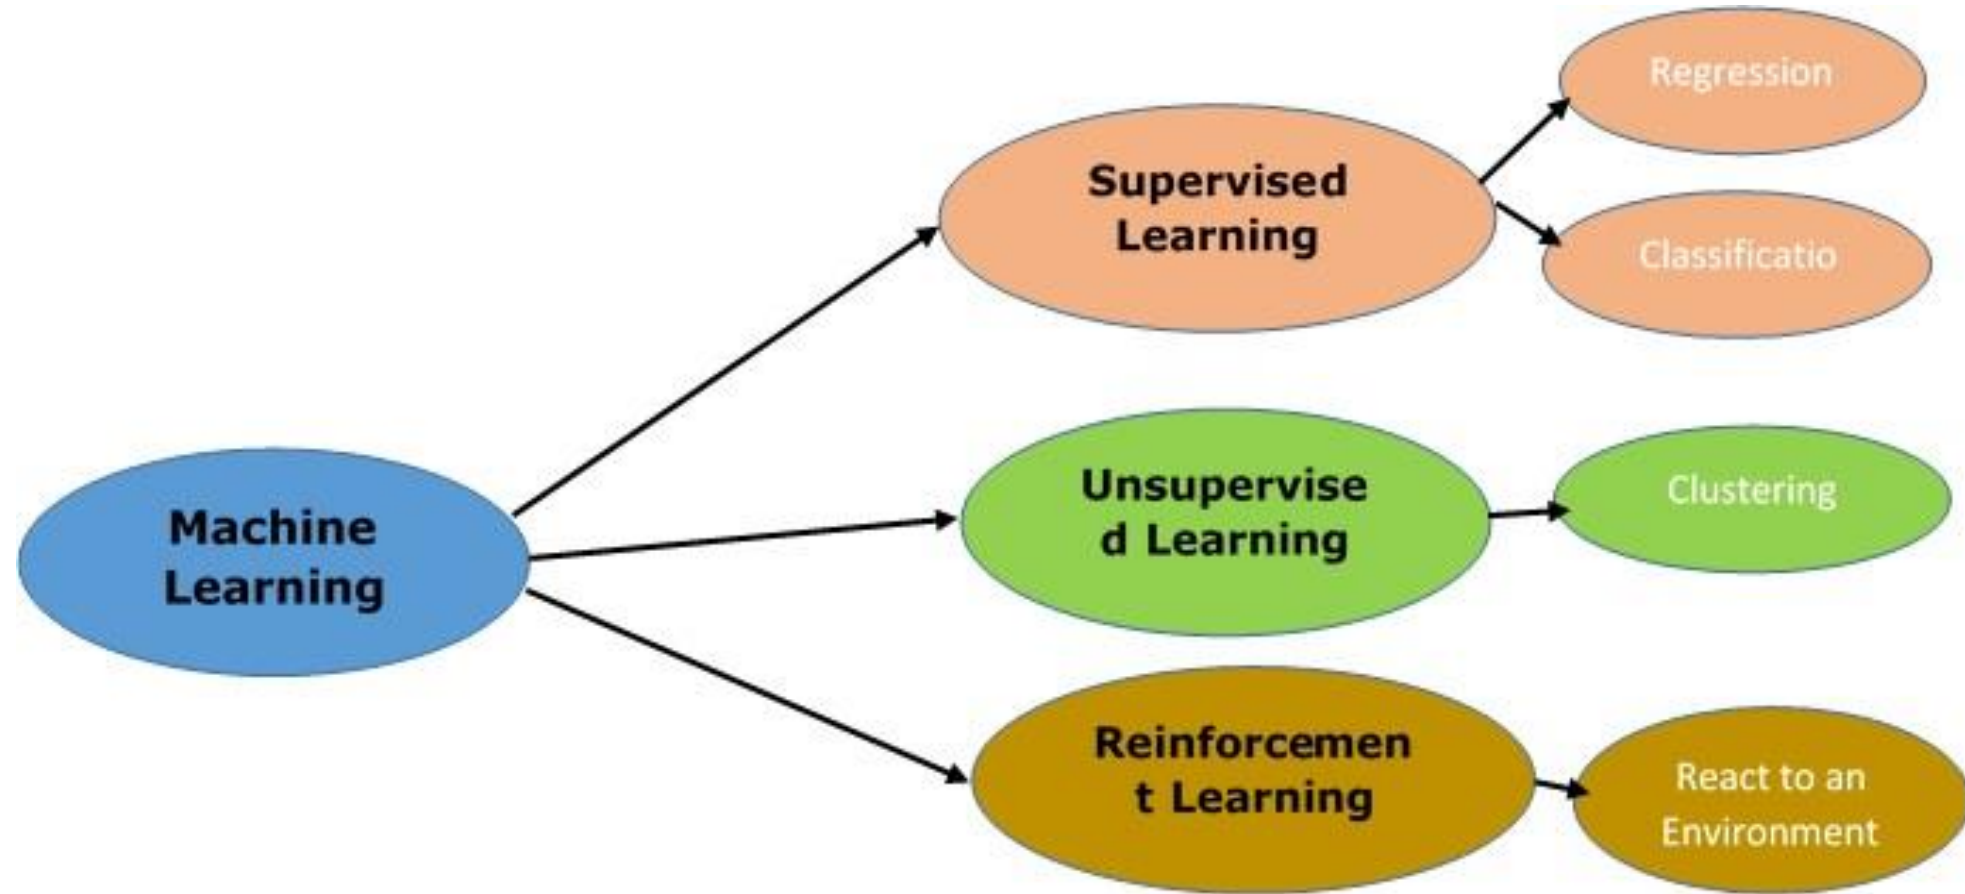 Machine
Learning
Supervised
Learning
Regression
Classificatio
Unsupervise
d Learning
Clustering
Reinforcemen
t Learning
React to an
Environment